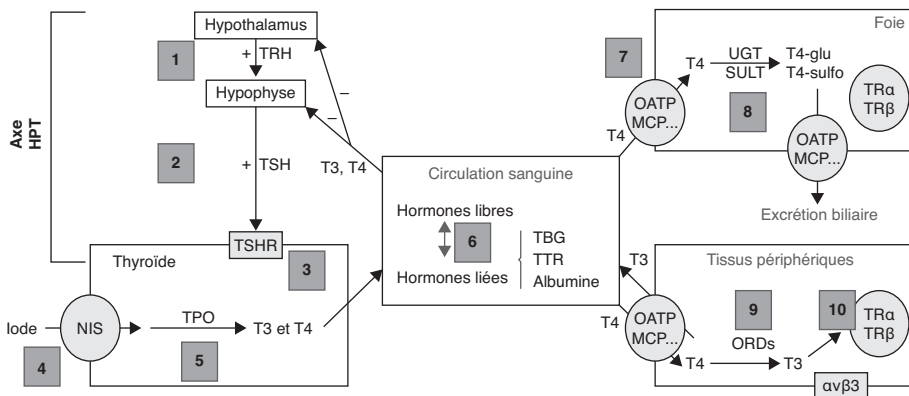 Axe
HPT
Hypothalamus
1
+ TRH
Hypophyse
–
–
2
+ TSH
T3, T4
TSHR
Thyroïde
3
Iode
NIS
TPO
T3 et T4
4
5
Circulation sanguine
Hormones libres
6
Hormones liées
TBG
TTR
Albumine
Foie
7
T4
OATP
MCP...
T4
UGT
SULT
T4-glu
T4-sulfo
8
TRα
TRβ
OATP
MCP...
Excrétion biliaire
Tissus périphériques
T3
T4
OATP
MCP...
9
ORDs
T4
T3
10
TRα
TRβ
αvβ3